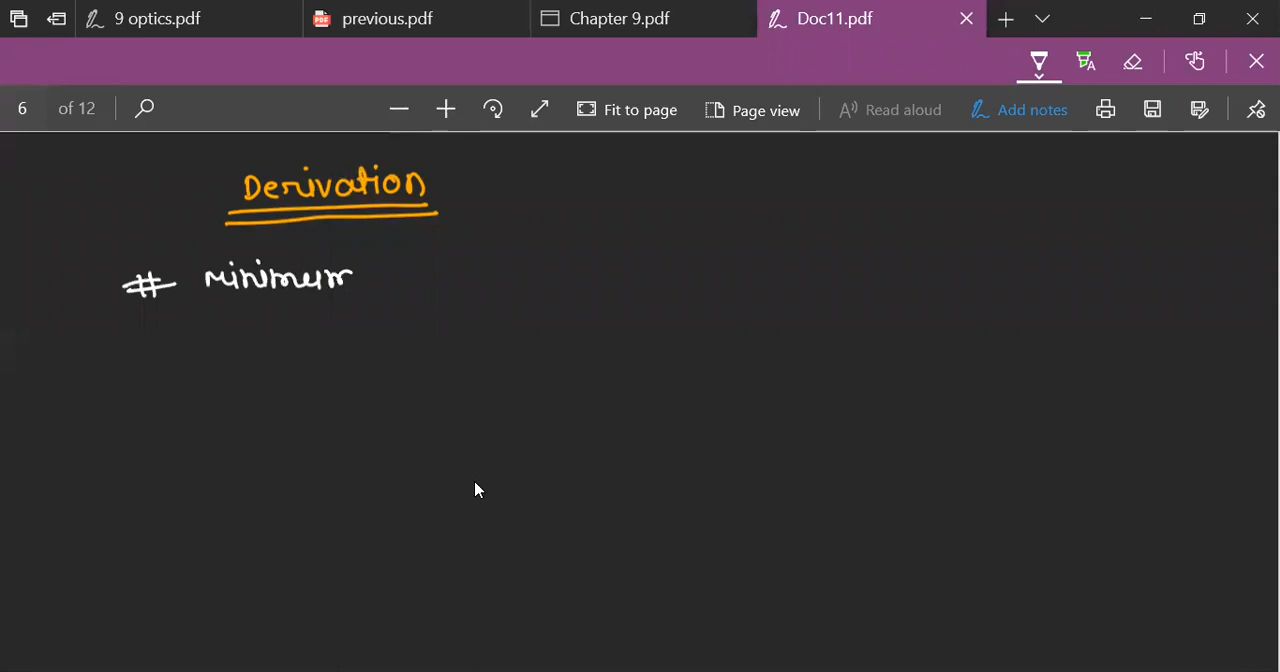 9 optics.pdf previous.pdf Chapter 9.pdf Doc11.pdf
6 of 12 Fit to page Page view Read aloud Add notes
Derivation
# minimum